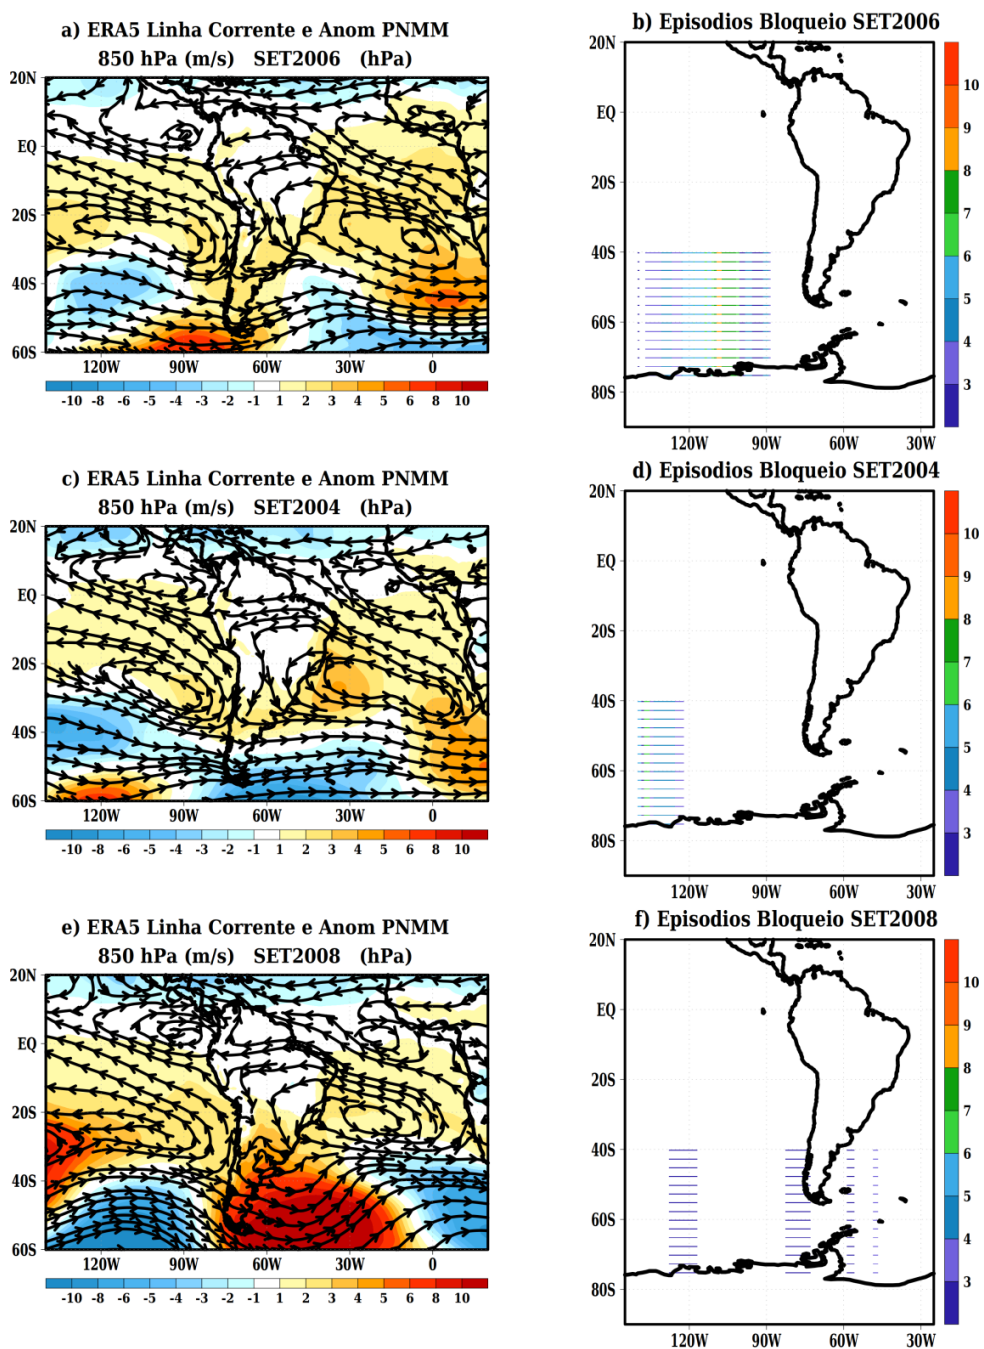 a) ERA5 Linha Corrente e Anom PNMM
850 hPa (m/s) SET2006 (hPa)
20N
EQ
20S
40S
60S
120W 90W 60W 30W 0
-10 -8 -6 -5 -4 -3 -2 -1 1 2 3 4 5 6 8 10
b) Episodios Bloqueio SET2006
20N
EQ
20S
40S
60S
80S
120W 90W 60W 30W
10
9
8
7
6
5
4
3
c) ERA5 Linha Corrente e Anom PNMM
850 hPa (m/s) SET2004 (hPa)
20N
EQ
20S
40S
60S
120W 90W 60W 30W 0
-10 -8 -6 -5 -4 -3 -2 -1 1 2 3 4 5 6 8 10
d) Episodios Bloqueio SET2004
20N
EQ
20S
40S
60S
80S
120W 90W 60W 30W
10
9
8
7
6
5
4
3
e) ERA5 Linha Corrente e Anom PNMM
850 hPa (m/s) SET2008 (hPa)
20N
EQ
20S
40S
60S
120W 90W 60W 30W 0
-10 -8 -6 -5 -4 -3 -2 -1 1 2 3 4 5 6 8 10
f) Episodios Bloqueio SET2008
20N
EQ
20S
40S
60S
80S
120W 90W 60W 30W
10
9
8
7
6
5
4
3